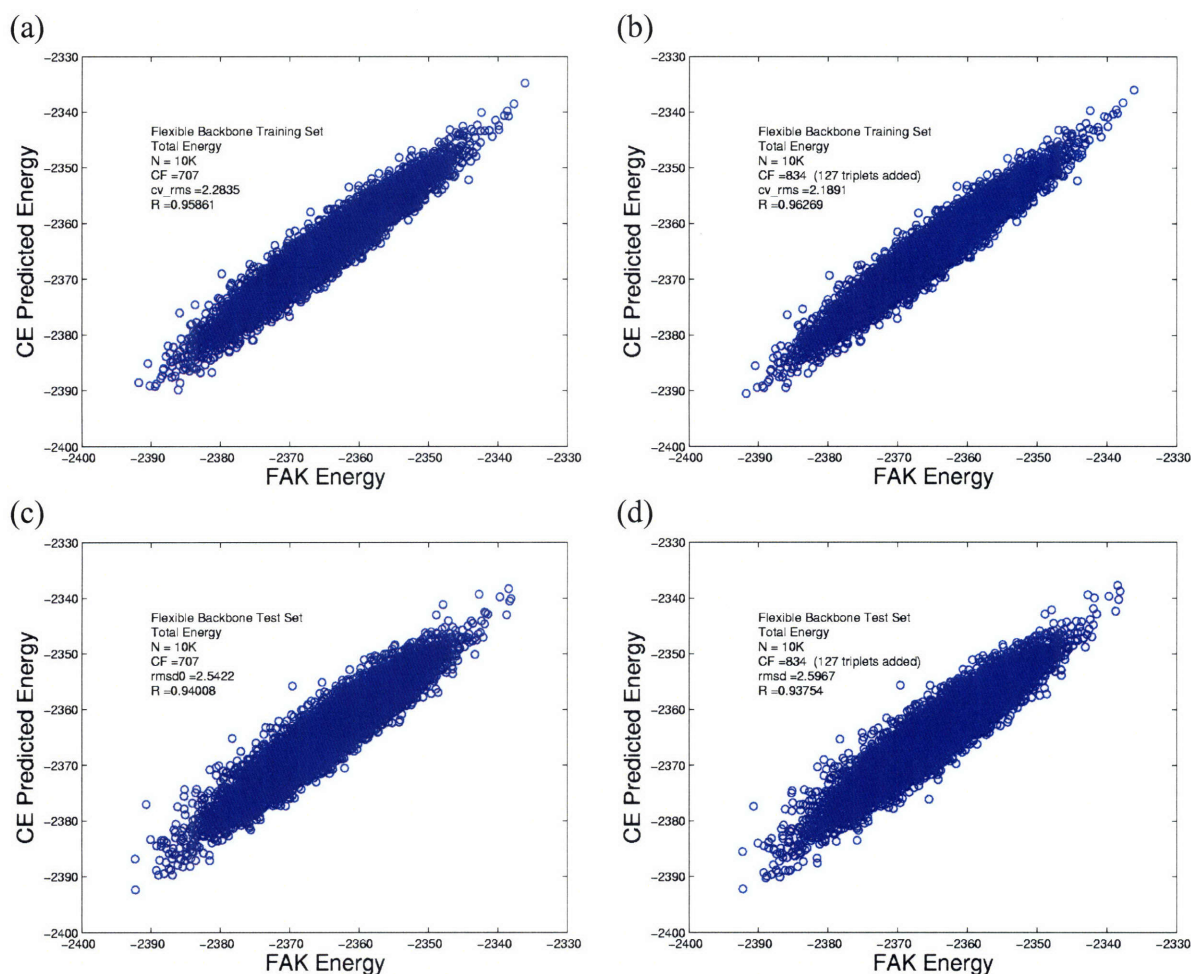 (a)
-2330
-2340
-2350
-2360
-2370
-2380
-2390
-2400
CE Predicted Energy
Flexible Backbone Training Set
Total Energy
N = 10K
CF =707
cv_rms =2.2835
R =0.95861
-2400 -2390 -2380 -2370 -2360 -2350 -2340 -2330
FAK Energy
(b)
-2330
-2340
-2350
-2360
-2370
-2380
-2390
-2400
CE Predicted Energy
Flexible Backbone Training Set
Total Energy
N = 10K
CF =834 (127 triplets added)
cv_rms =2.1891
R =0.96269
-2400 -2390 -2380 -2370 -2360 -2350 -2340 -2330
FAK Energy
(c)
-2330
-2340
-2350
-2360
-2370
-2380
-2390
-2400
CE Predicted Energy
Flexible Backbone Test Set
Total Energy
N = 10K
CF =707
rmsd0 =2.5422
R =0.94008
-2400 -2390 -2380 -2370 -2360 -2350 -2340 -2330
FAK Energy
(d)
-2330
-2340
-2350
-2360
-2370
-2380
-2390
-2400
CE Predicted Energy
Flexible Backbone Test Set
Total Energy
N = 10K
CF =834 (127 triplets added)
rmsd =2.5967
R =0.93754
-2400 -2390 -2380 -2370 -2360 -2350 -2340 -2330
FAK Energy